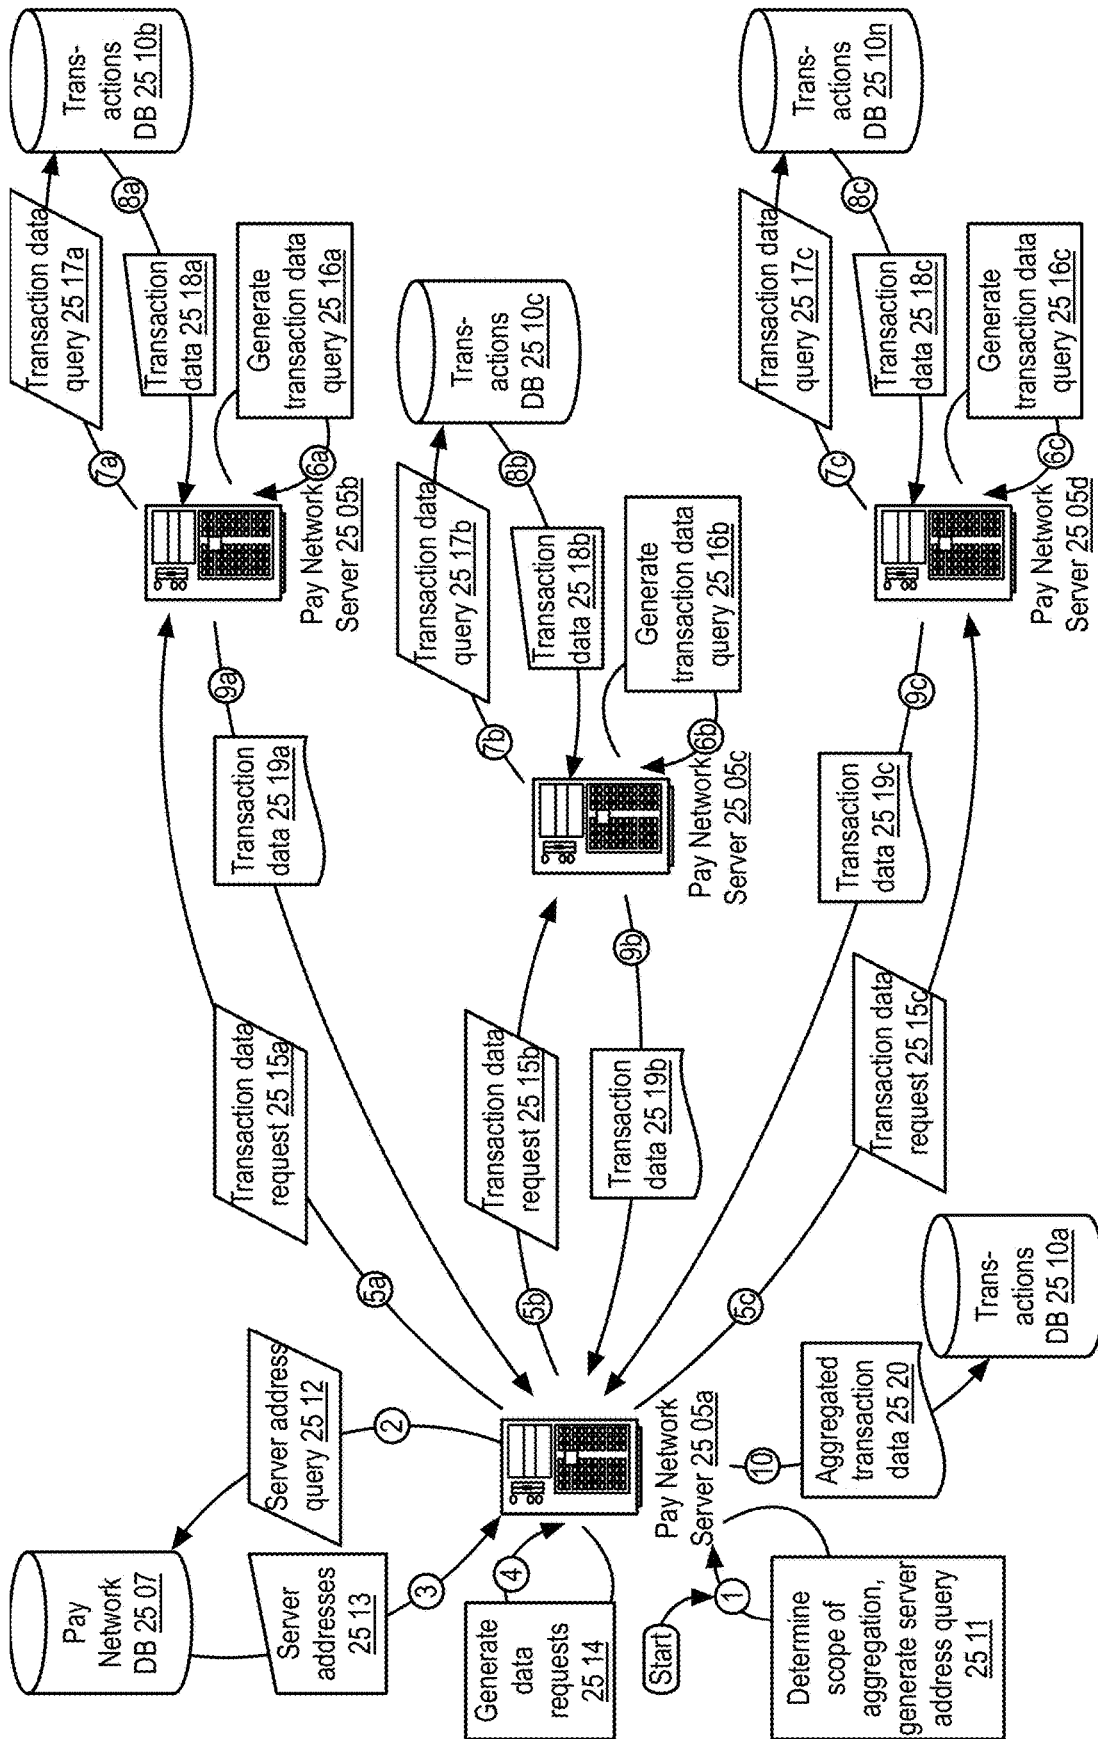 Pay
Network
DB 25 07
Server address
query 25 12
2
Server
addresses
25 13
3
Generate
data
requests
25 14
4
Start
1
Determine
scope of
aggregation,
generate server
address query
25 11
Pay Network
Server 25 05a
10
Aggregated
transaction
data 25 20
Trans-
actions
DB 25 10a
5a
Transaction data
request 25 15a
5b
Transaction data
request 25 15b
5c
Transaction data
request 25 15c
Transaction
data 25 19a
9a
Transaction
data 25 19b
9b
Transaction
data 25 19c
9c
Pay Network
Server 25 05b
6a
Generate
transaction data
query 25 16a
7a
Transaction data
query 25 17a
Trans-
actions
DB 25 10b
8a
Transaction
data 25 18a
Pay Network
Server 25 05c
6b
Generate
transaction data
query 25 16b
7b
Transaction data
query 25 17b
Trans-
actions
DB 25 10c
8b
Transaction
data 25 18b
Pay Network
Server 25 05d
6c
Generate
transaction data
query 25 16c
7c
Transaction data
query 25 17c
Trans-
actions
DB 25 10n
8c
Transaction
data 25 18c